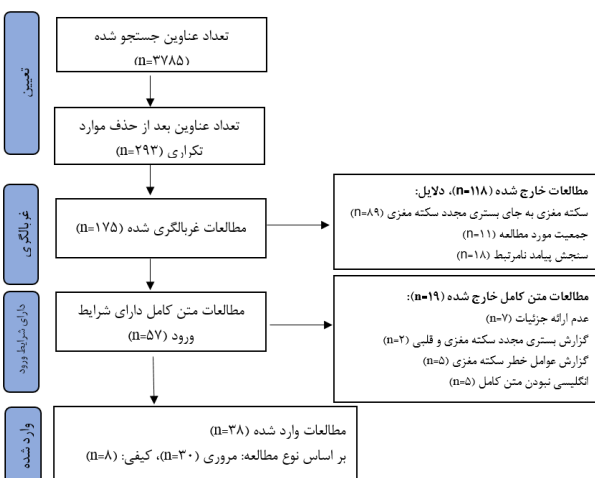 تعیین
تعداد عناوین جستجو شده
(n=۳۷۸۵)
تعداد عناوین بعد از حذف موارد
تکراری (n=۲۹۳)
غربالگری
مطالعات غربالگری شده (n=۱۷۵)
مطالعات خارج شده (n=۱۱۸)، دلایل:
سکته مغزی به جای بستری مجدد سکته مغزی (n=۸۹)
جمعیت مورد مطالعه (n=۱۱)
سنجش پیامد نامرتبط (n=۱۸)
دارای شرایط ورود
مطالعات متن کامل دارای شرایط
ورود (n=۵۷)
مطالعات متن کامل خارج شده (n=۱۹):
عدم ارائه جزئیات (n=۷)
گزارش بستری مجدد سکته مغزی و قلبی (n=۲)
گزارش عوامل خطر سکته مغزی (n=۵)
انگلیسی نبودن متن کامل (n=۵)
وارد شده
مطالعات وارد شده (n=۳۸)
بر اساس نوع مطالعه: مروری (n=۳۰)، کیفی: (n=۸)